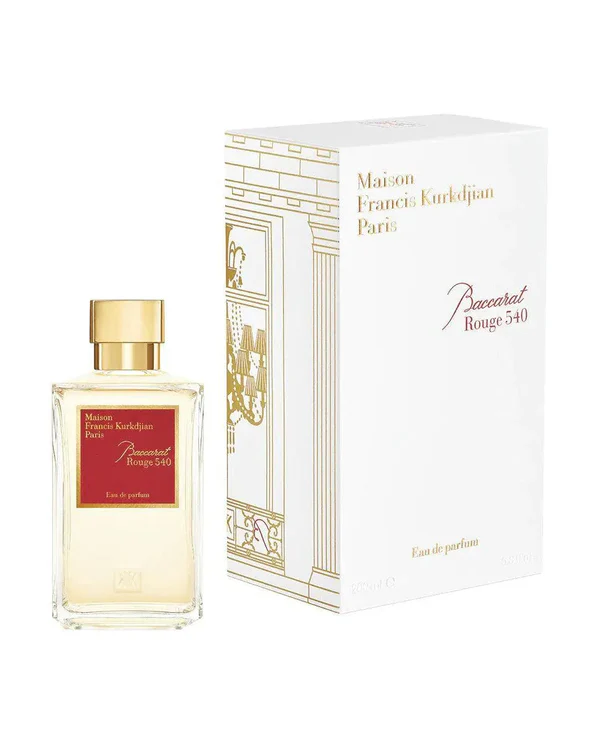 Maison
Francis Kurkdjian
Paris
Baccarat
Rouge 540
Eau de parfum
Maison
Francis Kurkdjian
Paris
Baccarat
Rouge 540
Eau de parfum